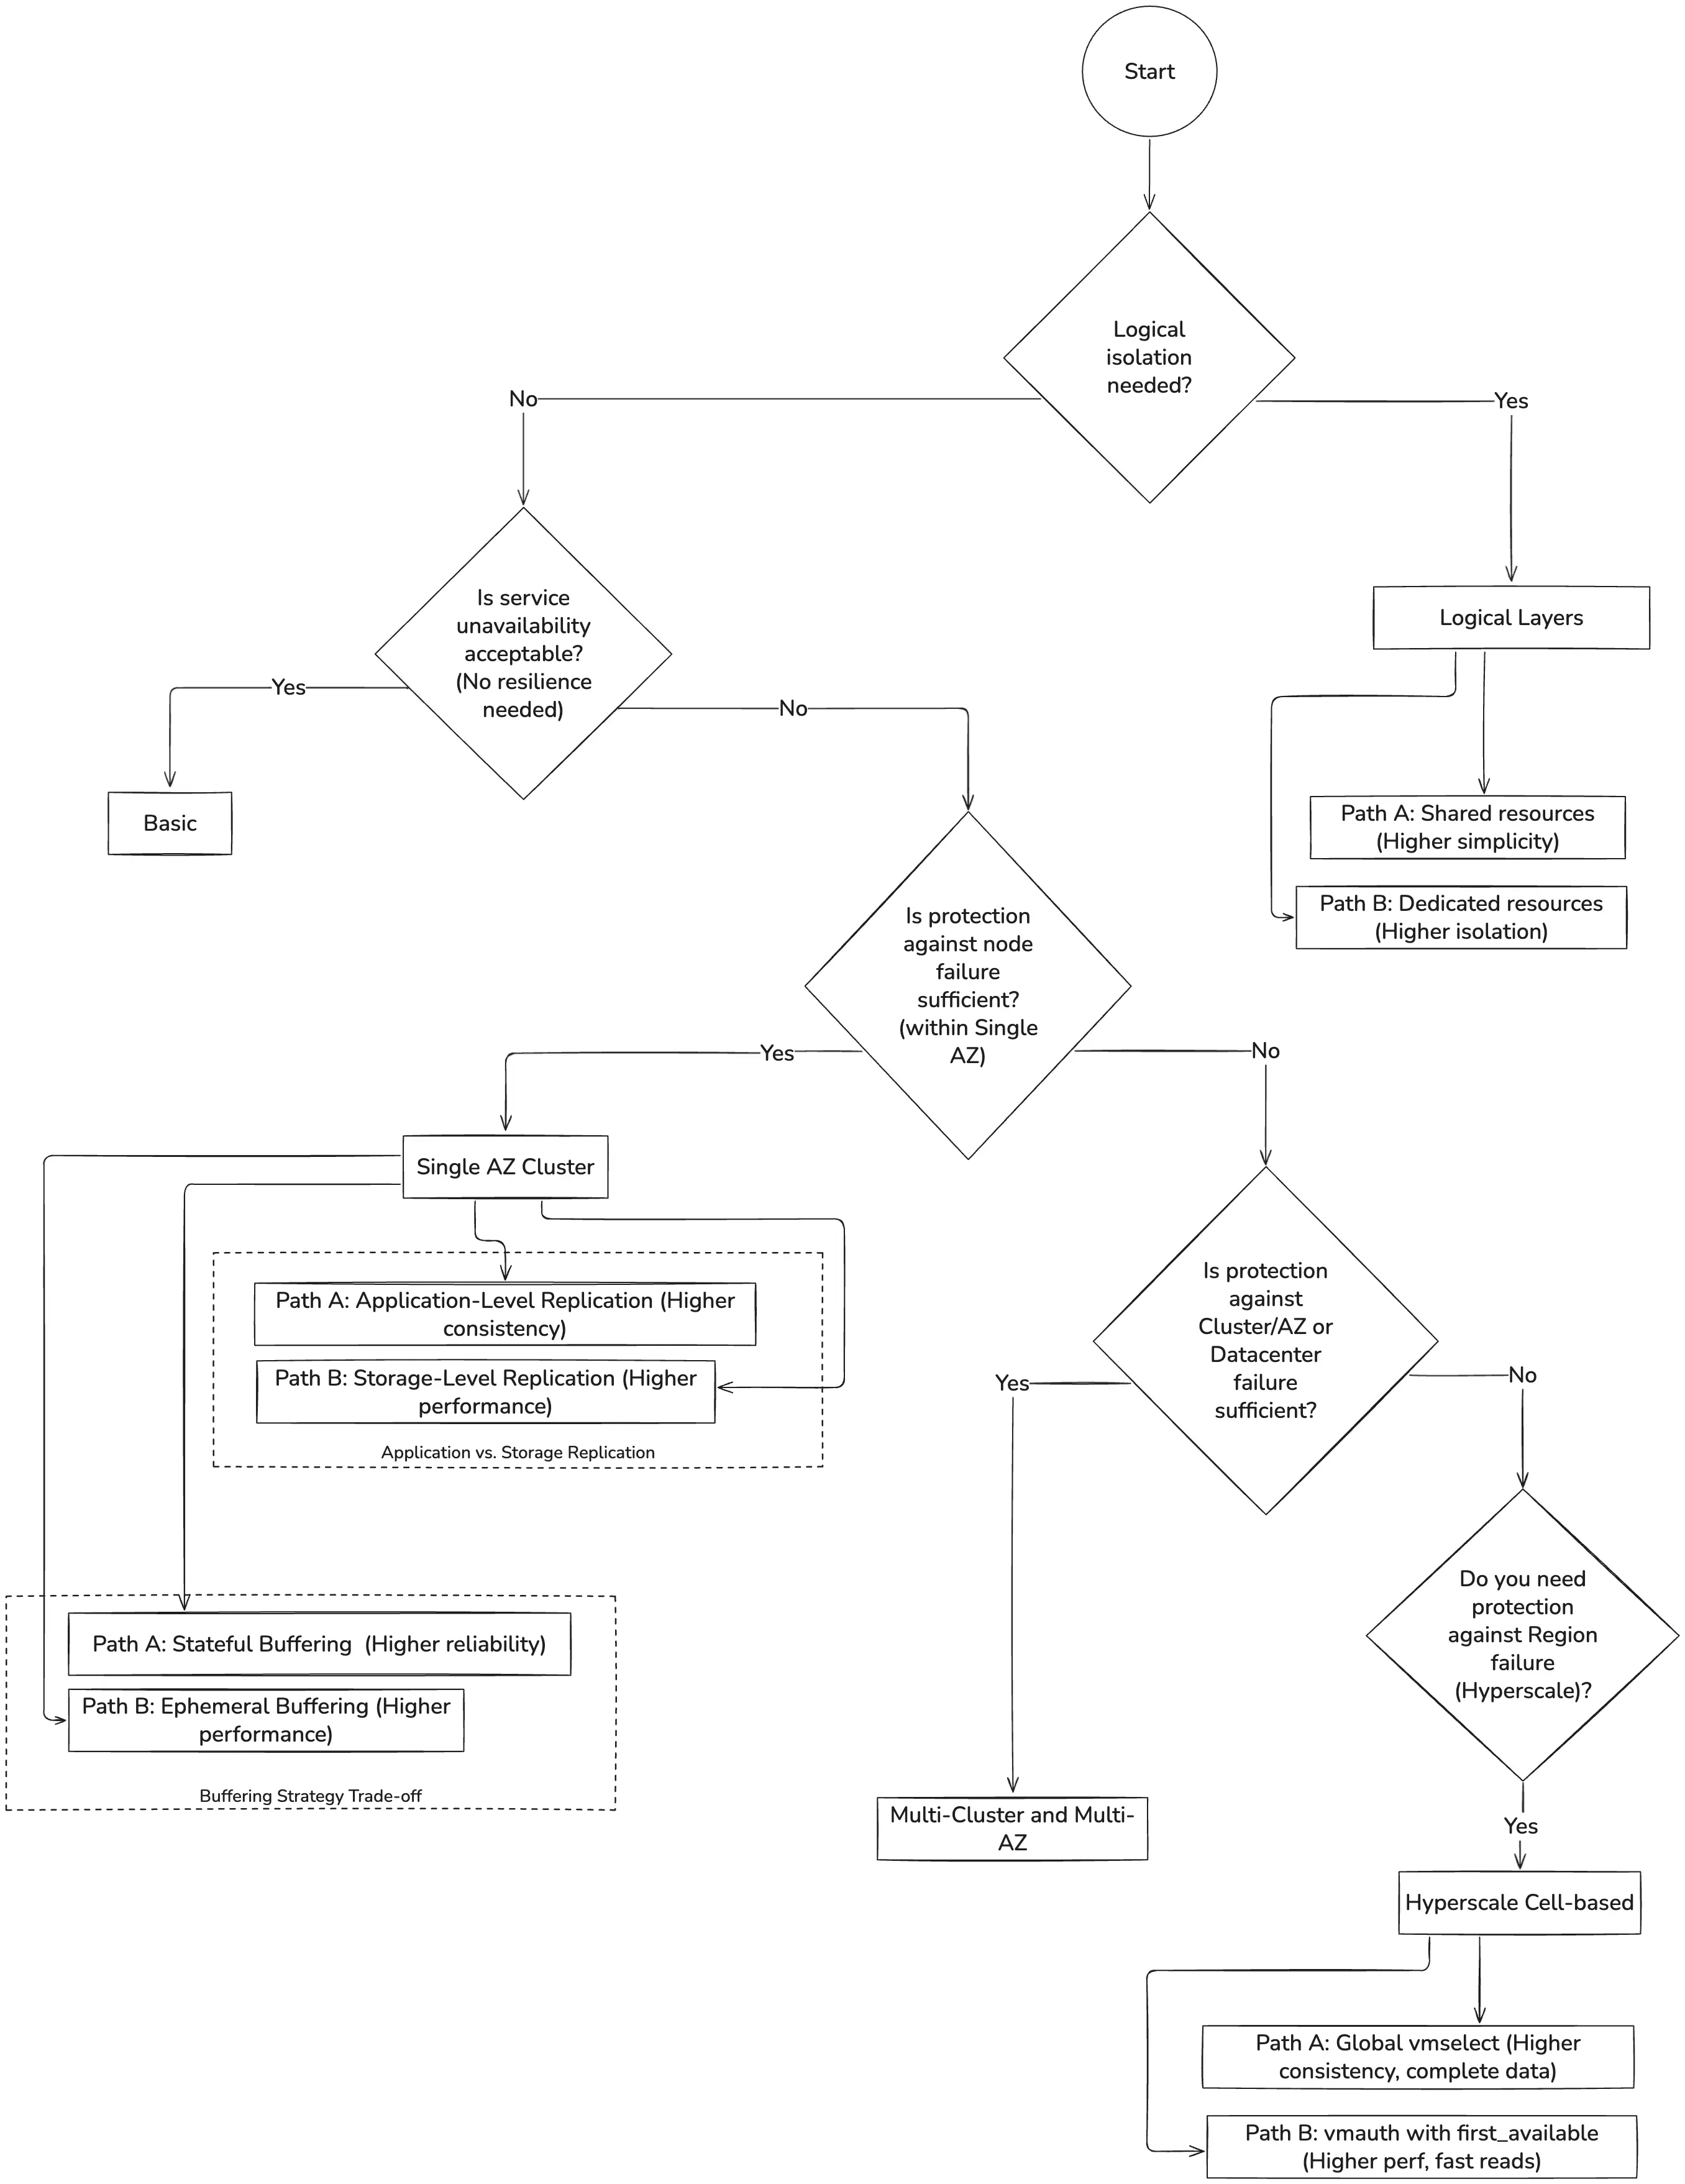 Start
Logical
isolation
needed?
No
Yes
Is service
unavailability
acceptable?
(No resilience
needed)
Logical Layers
Yes
No
Basic
Path A: Shared resources
(Higher simplicity)
Path B: Dedicated resources
(Higher isolation)
Is protection
against node
failure
sufficient?
(within Single
AZ)
Yes
No
Single AZ Cluster
Path A: Application-Level Replication (Higher
consistency)
Path B: Storage-Level Replication (Higher
performance)
Application vs. Storage Replication
Is protection
against
Cluster/AZ or
Datacenter
failure
sufficient?
Yes
No
Path A: Stateful Buffering  (Higher reliability)
Path B: Ephemeral Buffering (Higher
performance)
Buffering Strategy Trade-off
Do you need
protection
against Region
failure
(Hyperscale)?
Multi-Cluster and Multi-
AZ
Yes
Hyperscale Cell-based
Path A: Global vmselect (Higher
consistency, complete data)
Path B: vmauth with first_available
(Higher perf, fast reads)